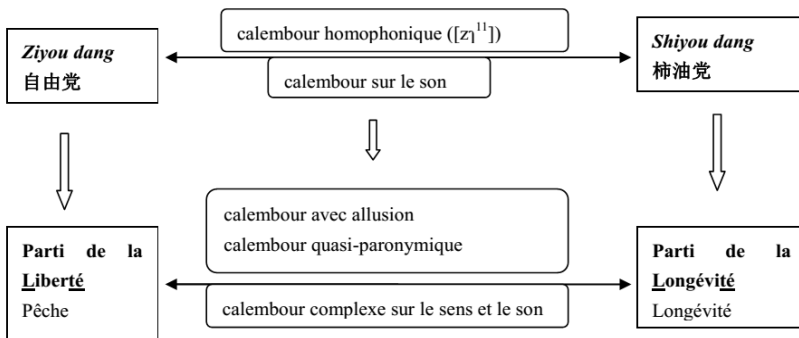 calembour homophonique ([zɿ¹¹])
Ziyou dang
自由党
Shiyou dang
柿油党
calembour sur le son
calembour avec allusion
calembour quasi-paronymique
Parti de la
Liberté
Pêche
Parti de la
Longévité
Longévité
calembour complexe sur le sens et le son